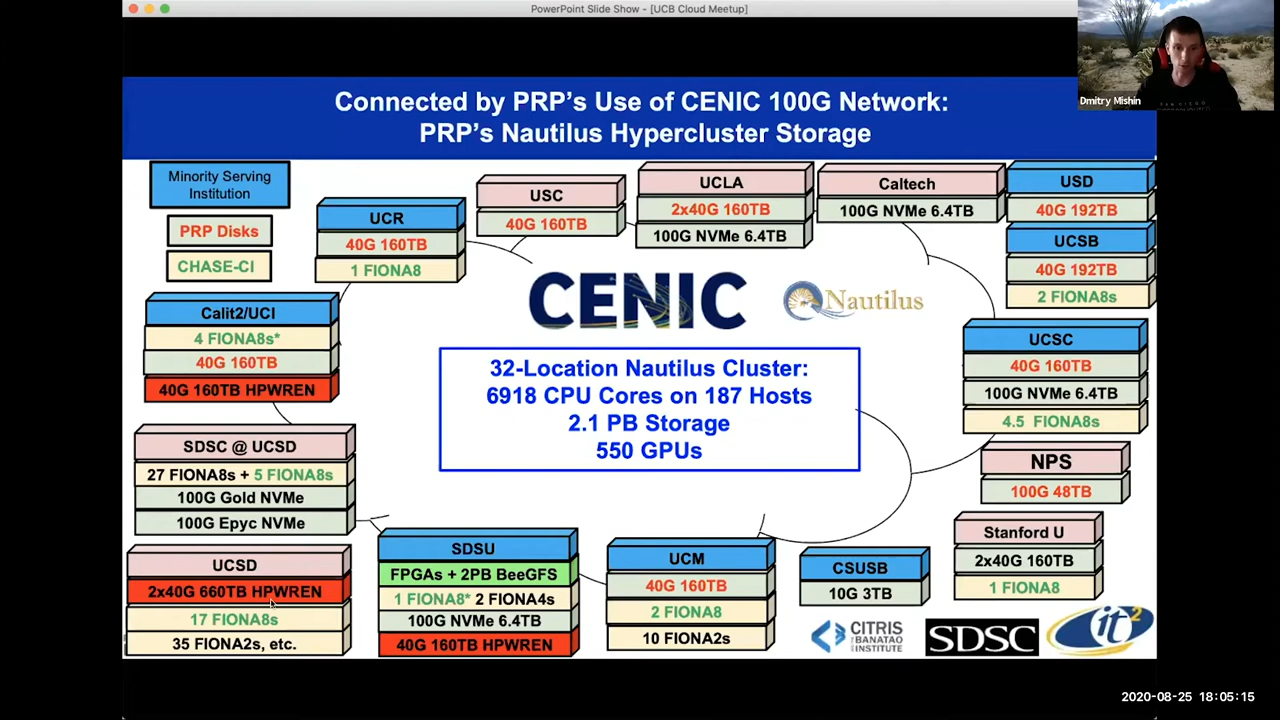 PowerPoint Slide Show - [UCB Cloud Meetup]
Dmitry Mishin
Connected by PRP's Use of CENIC 100G Network:
PRP's Nautilus Hypercluster Storage
Minority Serving
Institution
PRP Disks
CHASE-CI
UCR
40G 160TB
1 FIONA8
USC
40G 160TB
UCLA
2x40G 160TB
100G NVMe 6.4TB
Caltech
100G NVMe 6.4TB
USD
40G 192TB
UCSB
40G 192TB
2 FIONA8s
CENIC
Nautilus
Calit2/UCI
4 FIONA8s*
40G 160TB
40G 160TB HPWREN
32-Location Nautilus Cluster:
6918 CPU Cores on 187 Hosts
2.1 PB Storage
550 GPUs
UCSC
40G 160TB
100G NVMe 6.4TB
4.5 FIONA8s
SDSC @ UCSD
27 FIONA8s + 5 FIONA8s
100G Gold NVMe
100G Epyc NVMe
NPS
100G 48TB
UCSD
2x40G 660TB HPWREN
17 FIONA8s
35 FIONA2s, etc.
SDSU
FPGAs + 2PB BeeGFS
1 FIONA8* 2 FIONA4s
100G NVMe 6.4TB
40G 160TB HPWREN
UCM
40G 160TB
2 FIONA8
10 FIONA2s
CSUSB
10G 3TB
Stanford U
2x40G 160TB
1 FIONA8
CITRIS
AND THE
BANATAO
INSTITUTE
SDSC
it2
2020-08-25 18:05:15